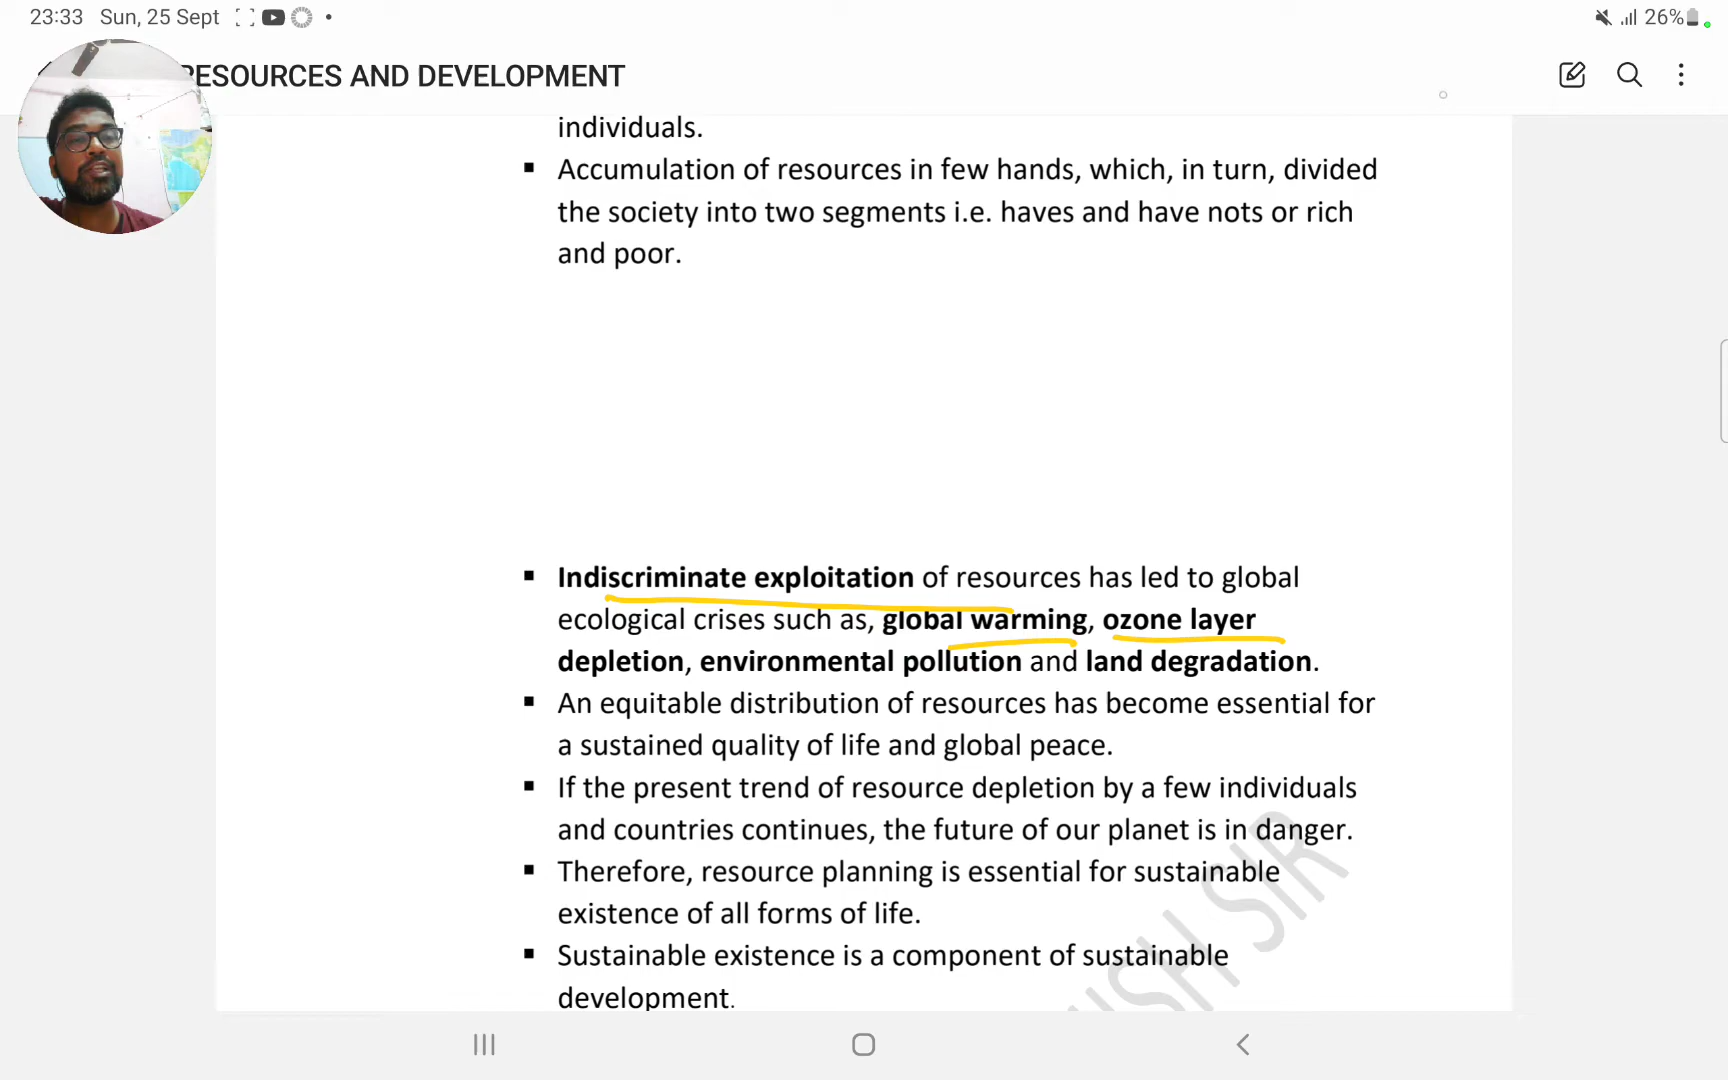 23:33 Sun, 25 Sept
26%
RESOURCES AND DEVELOPMENT
individuals.
▪ Accumulation of resources in few hands, which, in turn, divided
the society into two segments i.e. haves and have nots or rich
and poor.
▪ Indiscriminate exploitation of resources has led to global
ecological crises such as, global warming, ozone layer
depletion, environmental pollution and land degradation.
▪ An equitable distribution of resources has become essential for
a sustained quality of life and global peace.
▪ If the present trend of resource depletion by a few individuals
and countries continues, the future of our planet is in danger.
▪ Therefore, resource planning is essential for sustainable
existence of all forms of life.
▪ Sustainable existence is a component of sustainable
development.
SIR